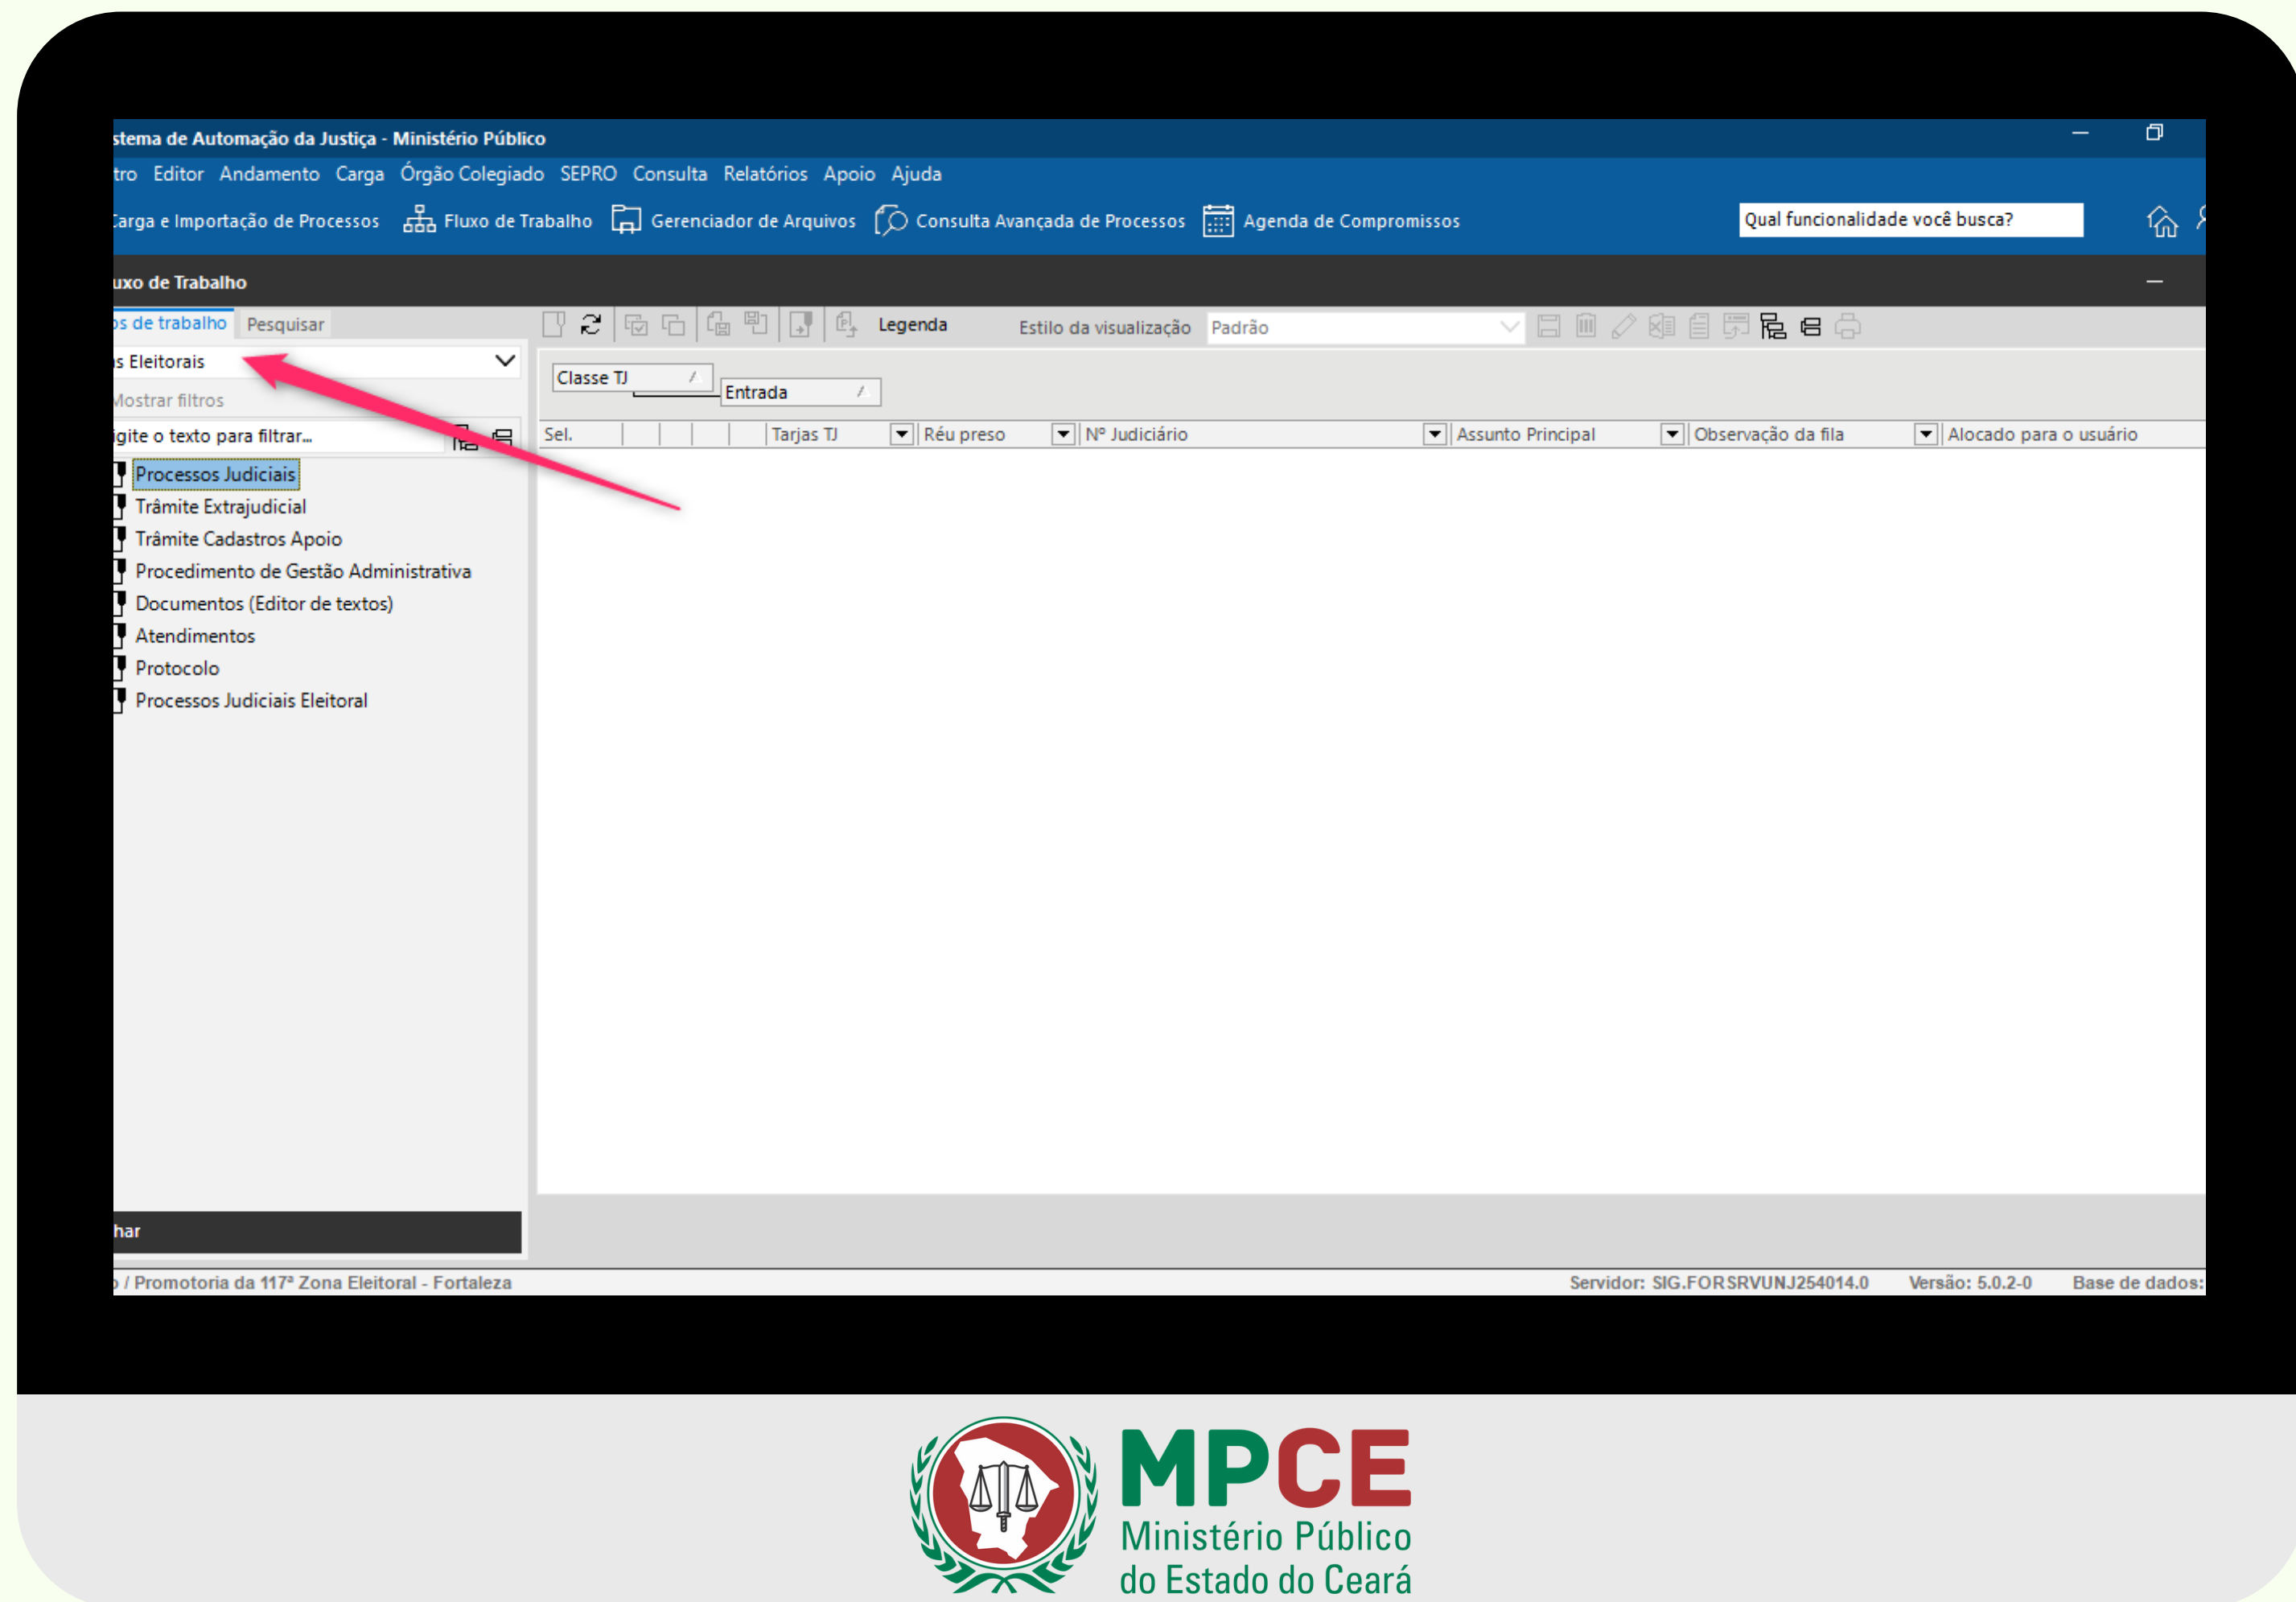 stema de Automação da Justiça - Ministério Público
tro Editor Andamento Carga Órgão Colegiado SEPRO Consulta Relatórios Apoio Ajuda
Carga e Importação de Processos Fluxo de Trabalho Gerenciador de Arquivos Consulta Avançada de Processos Agenda de Compromissos Qual funcionalidade você busca?
uxo de Trabalho
os de trabalho Pesquisar Legenda Estilo da visualização Padrão
as Eleitorais
Classe TJ
Entrada
Mostrar filtros
igite o texto para filtrar...
Sel. Tarjas TJ Réu preso Nº Judiciário Assunto Principal Observação da fila Alocado para o usuário
Processos Judiciais
Trâmite Extrajudicial
Trâmite Cadastros Apoio
Procedimento de Gestão Administrativa
Documentos (Editor de textos)
Atendimentos
Protocolo
Processos Judiciais Eleitoral
har
o / Promotoria da 117ª Zona Eleitoral - Fortaleza Servidor: SIG.FORSRVUNJ254014.0 Versão: 5.0.2-0 Base de dados:
MPCE
Ministério Público
do Estado do Ceará